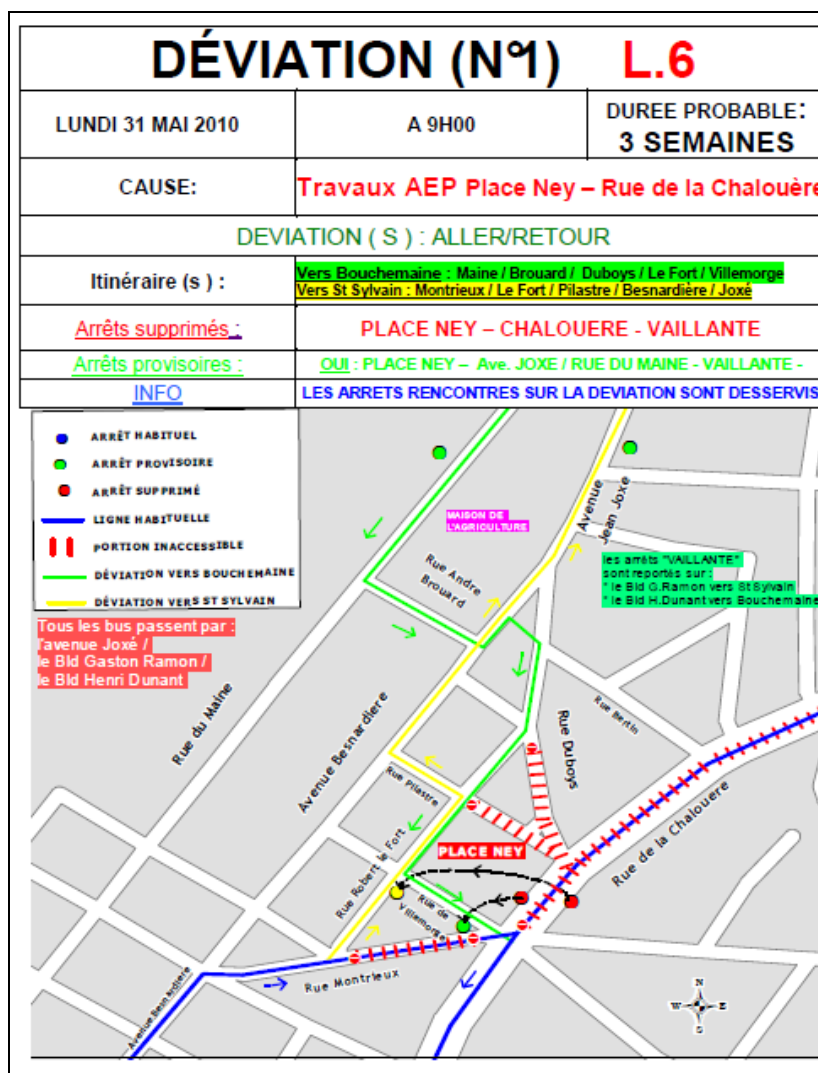 DÉVIATION (N°1) L.6
LUNDI 31 MAI 2010
A 9H00
DUREE PROBABLE:
3 SEMAINES
CAUSE:
Travaux AEP Place Ney – Rue de la Chalouère
DEVIATION ( S ) : ALLER/RETOUR
Itinéraire (s ) :
Vers Bouchemaine : Maine / Brouard / Duboys / Le Fort / Villemorge
Vers St Sylvain : Montrieux / Le Fort / Pilastre / Besnardière / Joxé
Arrêts supprimés :
PLACE NEY – CHALOUERE - VAILLANTE
Arrêts provisoires :
OUI : PLACE NEY – Ave. JOXE / RUE DU MAINE - VAILLANTE -
INFO
LES ARRETS RENCONTRES SUR LA DEVIATION SONT DESSERVIS
ARRÊT HABITUEL
ARRÊT PROVISOIRE
ARRÊT SUPPRIMÉ
LIGNE HABITUELLE
PORTION INACCESSIBLE
DÉVIATION VERS BOUCHEMAINE
DÉVIATION VERS ST SYLVAIN
MAISON DE
L'AGRICULTURE
Avenue
Jean Joxe
Rue Andre
Brouard
les arrêts "VAILLANTE"
sont reportés sur :
* le Bld G.Ramon vers St Sylvain
* le Bld H.Dunant vers Bouchemaine
Tous les bus passent par :
l'avenue Joxé /
le Bld Gaston Ramon /
le Bld Henri Dunant
Rue du Maine
Avenue Besnardiere
Rue Bertin
Rue Duboys
Rue Pilastre
Rue de la Chalouere
Rue Robert le Fort
PLACE NEY
Rue de
Villemorge
Rue Montrieux
Avenue Besnardiere
N
W E
S